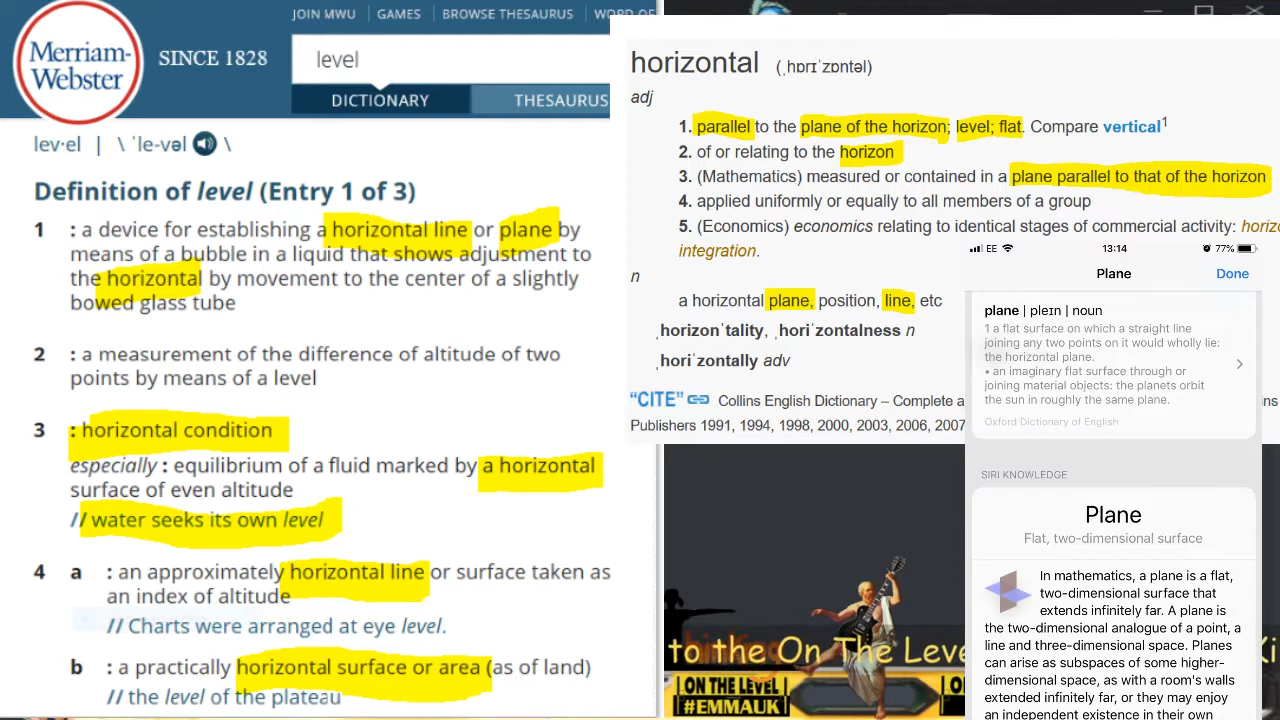 JOIN MWU GAMES BROWSE THESAURUS WORD OF
Merriam-
Webster
SINCE 1828
level
DICTIONARY THESAURUS
lev·el | \ ˈle-vəl \
Definition of level (Entry 1 of 3)
1 : a device for establishing a horizontal line or plane by
means of a bubble in a liquid that shows adjustment to
the horizontal by movement to the center of a slightly
bowed glass tube
2 : a measurement of the difference of altitude of two
points by means of a level
3 : horizontal condition
especially : equilibrium of a fluid marked by a horizontal
surface of even altitude
// water seeks its own level
4 a : an approximately horizontal line or surface taken as
an index of altitude
// Charts were arranged at eye level.
b : a practically horizontal surface or area (as of land)
// the level of the plateau
horizontal (ˌhɒrɪˈzɒntəl)
adj
1. parallel to the plane of the horizon; level; flat. Compare vertical1
2. of or relating to the horizon
3. (Mathematics) measured or contained in a plane parallel to that of the horizon
4. applied uniformly or equally to all members of a group
5. (Economics) economics relating to identical stages of commercial activity: horizo
integration.
n
a horizontal plane, position, line, etc
ˌhorizonˈtality, ˌhoriˈzontalness n
ˌhoriˈzontally adv
“CITE” Collins English Dictionary – Complete a
Publishers 1991, 1994, 1998, 2000, 2003, 2006, 2007
EE 13:14 77%
Plane Done
plane | pleɪn | noun
1 a flat surface on which a straight line
joining any two points on it would wholly lie:
the horizontal plane.
• an imaginary flat surface through or
joining material objects: the planets orbit
the sun in roughly the same plane.
Oxford Dictionary of English
SIRI KNOWLEDGE
Plane
Flat, two-dimensional surface
In mathematics, a plane is a flat,
two-dimensional surface that
extends infinitely far. A plane is
the two-dimensional analogue of a point, a
line and three-dimensional space. Planes
can arise as subspaces of some higher-
dimensional space, as with a room's walls
extended infinitely far, or they may enjoy
an independent existence in their own
to the On The Leve
ON THE LEVEL
#EMMAUK